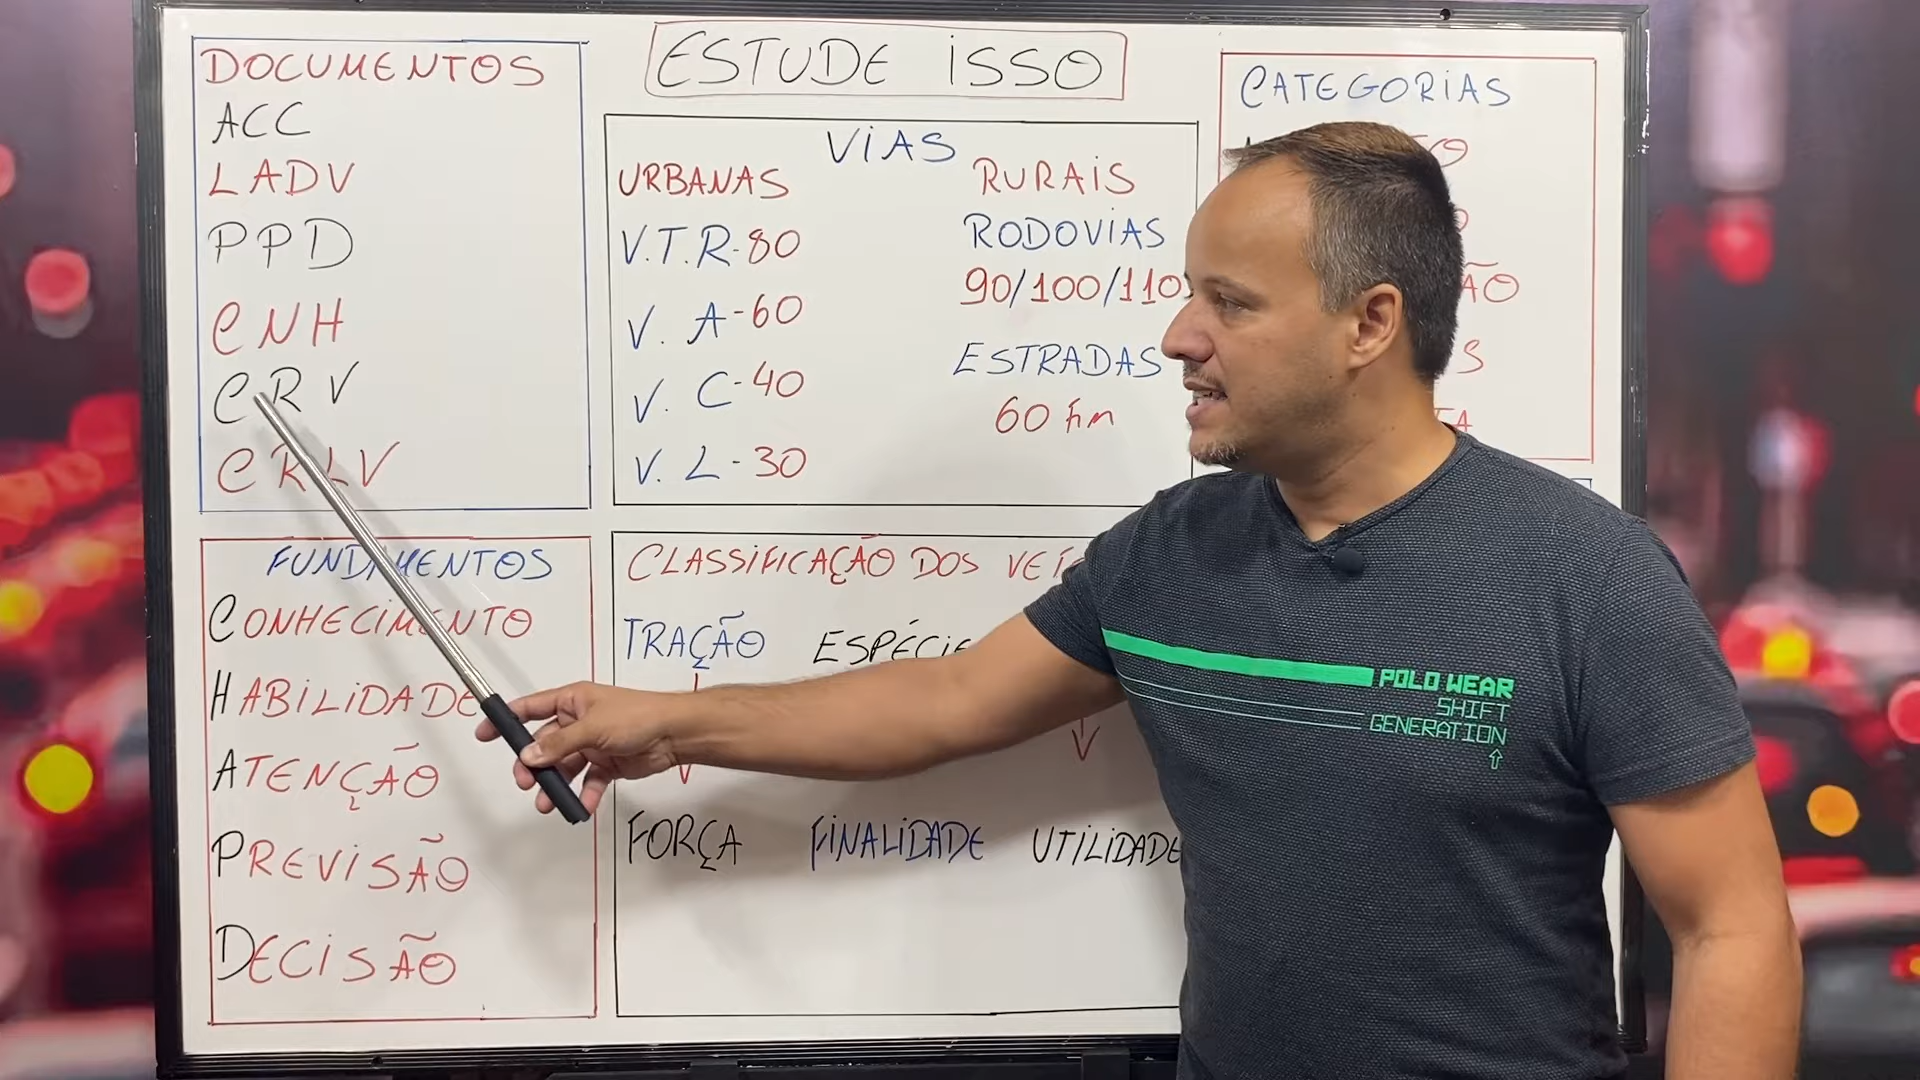 ESTUDE ISSO
DOCUMENTOS
ACC
LADV
PPD
CNH
CRV
CRLV
VIAS
URBANAS
V.T.R-80
V. A-60
V. C-40
V. L-30
RURAIS
RODOVIAS
90/100/110
ESTRADAS
60 km
CATEGORIAS
FUNDAMENTOS
CONHECIMENTO
HABILIDADE
ATENÇÃO
PREVISÃO
DECISÃO
CLASSIFICAÇÃO DOS
TRAÇÃO ESPÉCIE
FORÇA FINALIDADE UTILIDADE
POLO WEAR
SHIFT
GENERATION